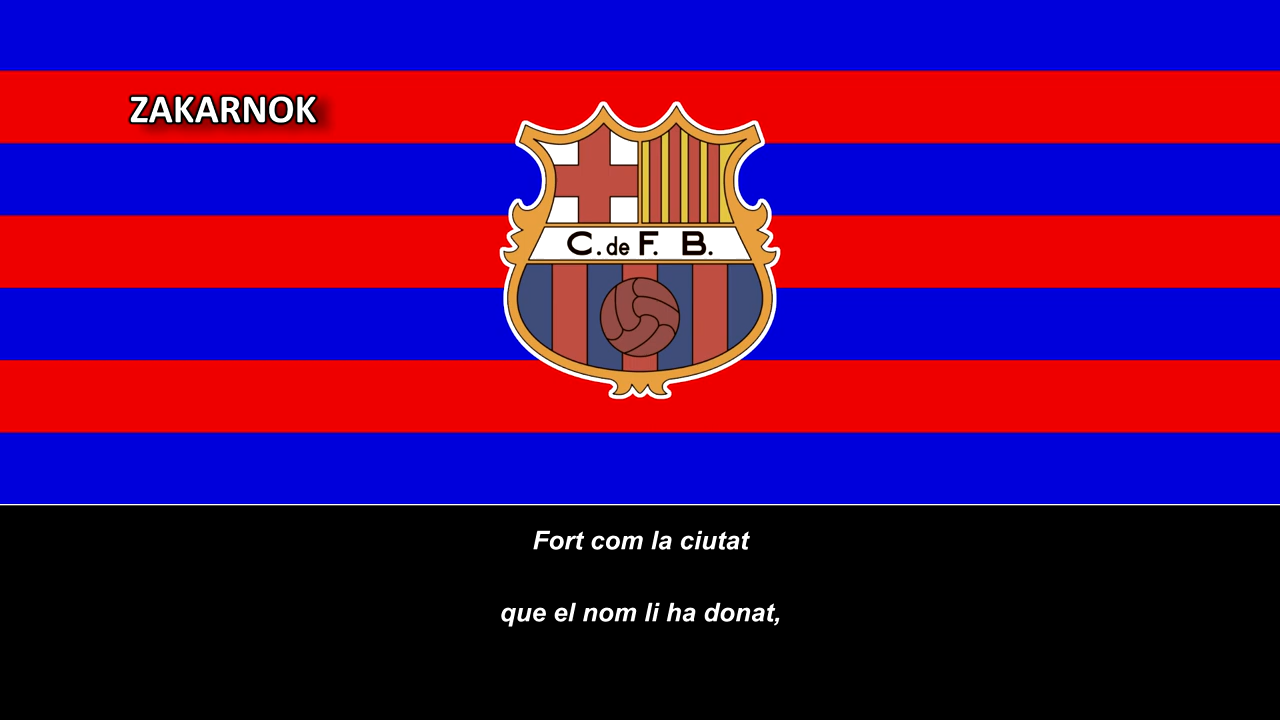 ZAKARNOK
C. de F. B.
Fort com la ciutat
que el nom li ha donat,